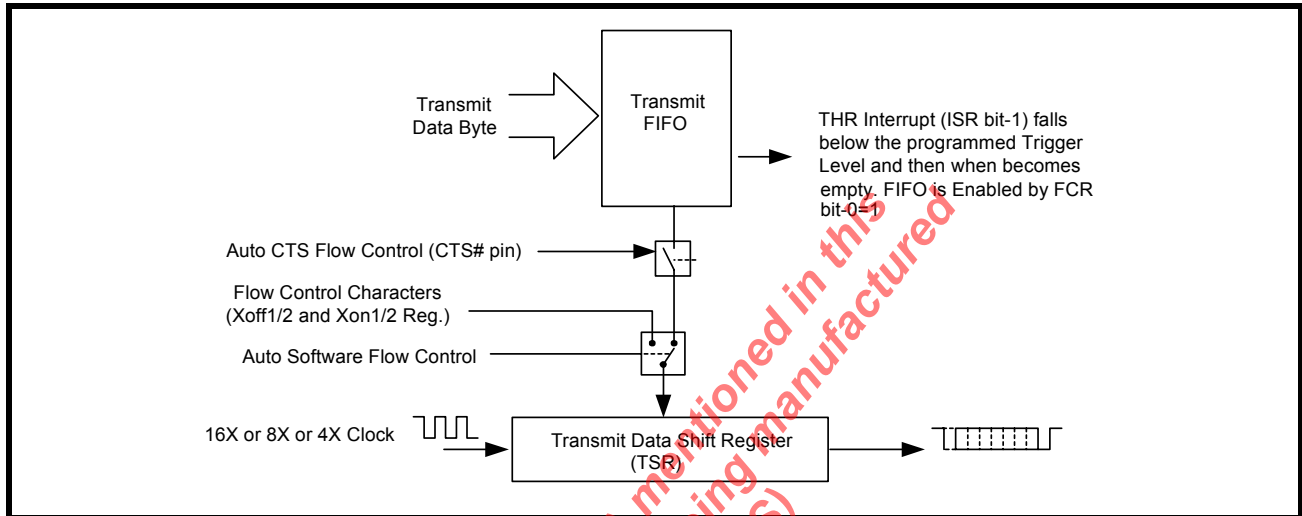 Transmit
Data Byte
Transmit
FIFO
THR Interrupt (ISR bit-1) falls
below the programmed Trigger
Level and then when becomes
empty. FIFO is Enabled by FCR
bit-0=1
Auto CTS Flow Control (CTS# pin)
Flow Control Characters
(Xoff1/2 and Xon1/2 Reg.)
Auto Software Flow Control
16X or 8X or 4X Clock
Transmit Data Shift Register
(TSR)
mentioned in this
ing manufactured